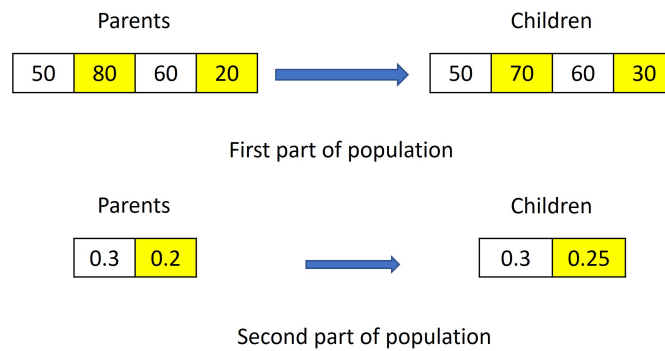 Parents Children
50 80 60 20 50 70 60 30
First part of population
Parents Children
0.3 0.2 0.3 0.25
Second part of population